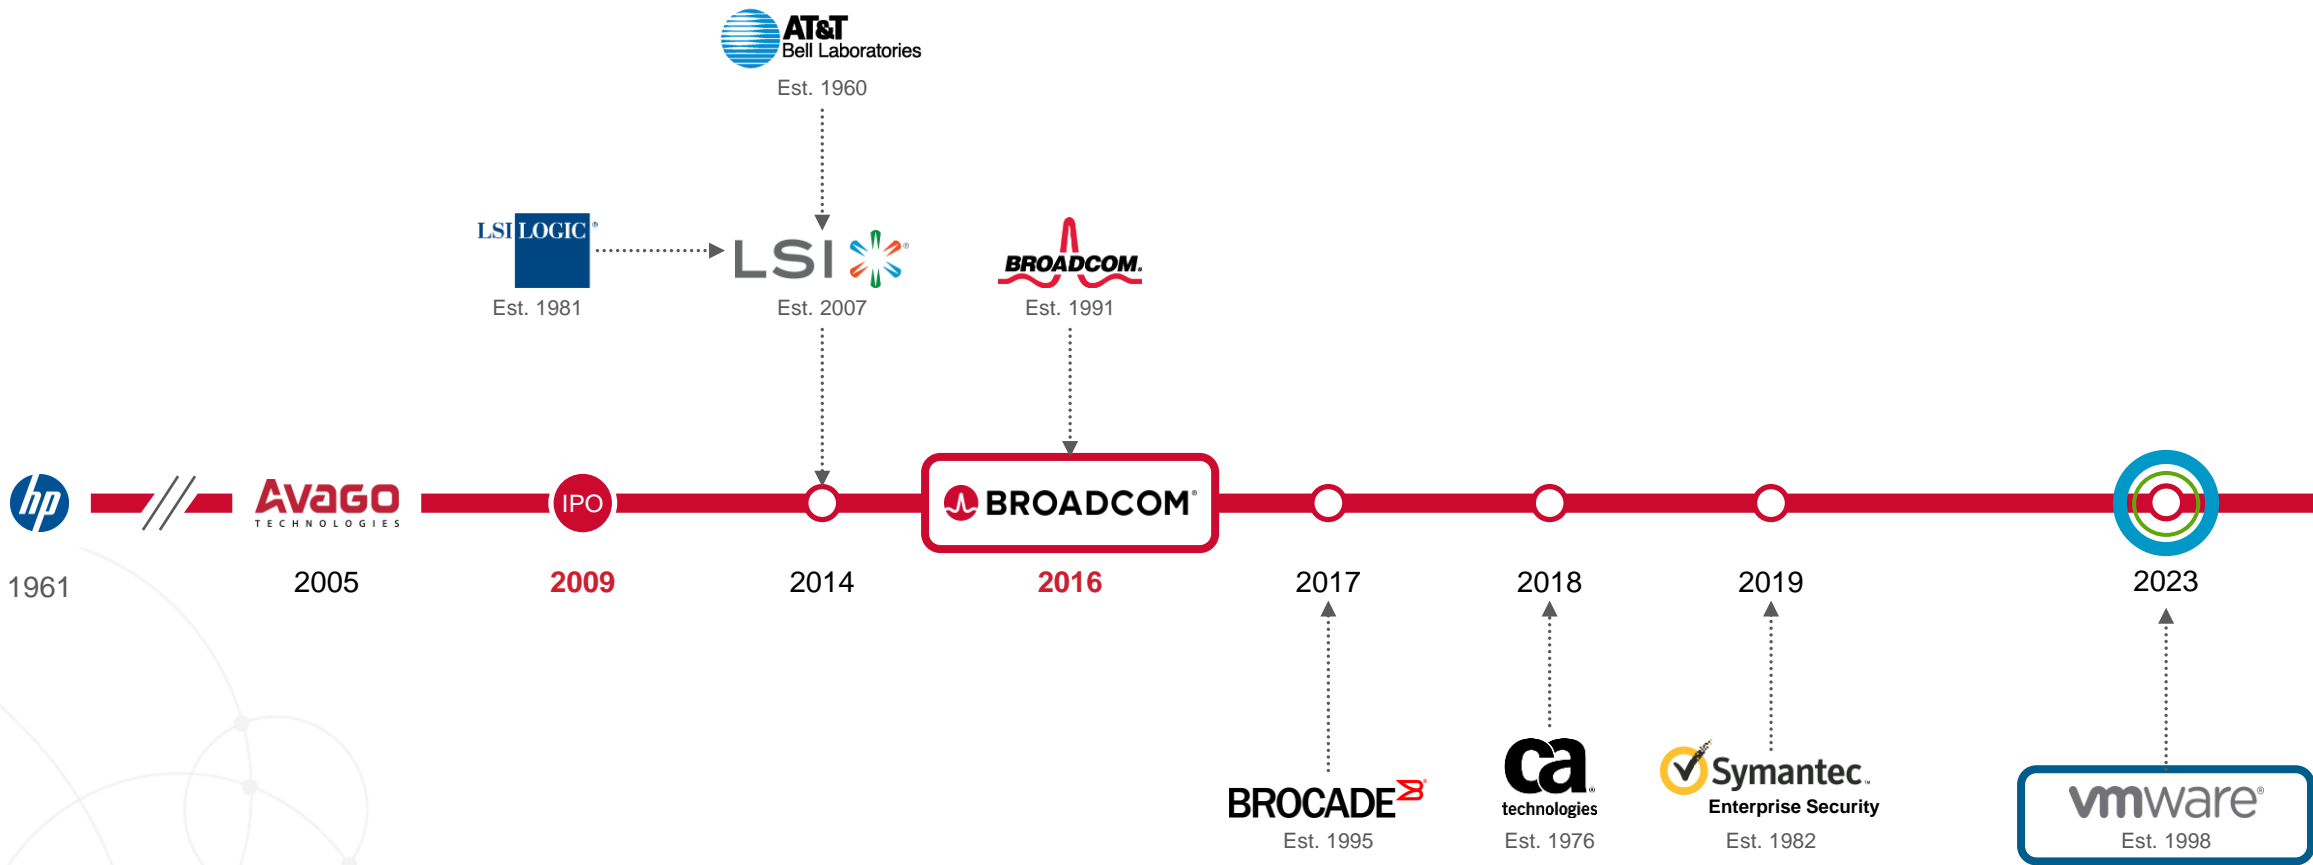 AT&T
Bell Laboratories
Est. 1960
LSI LOGIC®
Est. 1981
LSI®
Est. 2007
BROADCOM.
Est. 1991
hp
AVAGO
TECHNOLOGIES
IPO
BROADCOM®
1961
2005
2009
2014
2016
2017
2018
2019
2023
BROCADE
Est. 1995
ca
technologies
Est. 1976
Symantec™
Enterprise Security
Est. 1982
vmware®
Est. 1998